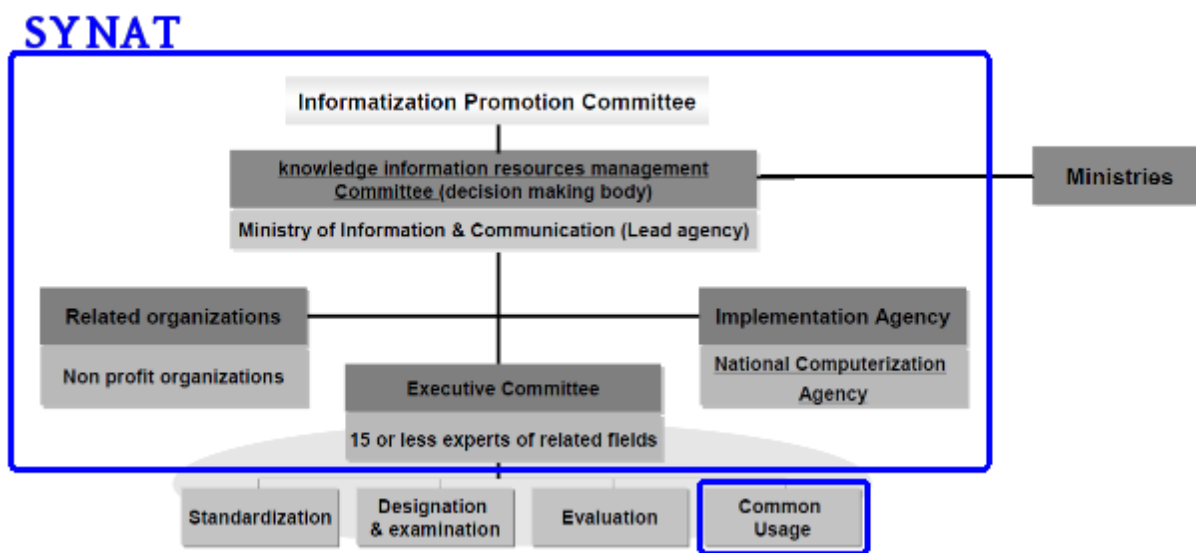 SYNAT
Informatization Promotion Committee
knowledge information resources management
Committee (decision making body)
Ministries
Ministry of Information & Communication (Lead agency)
Related organizations
Implementation Agency
Non profit organizations
National Computerization
Agency
Executive Committee
15 or less experts of related fields
Standardization
Designation
& examination
Evaluation
Common
Usage